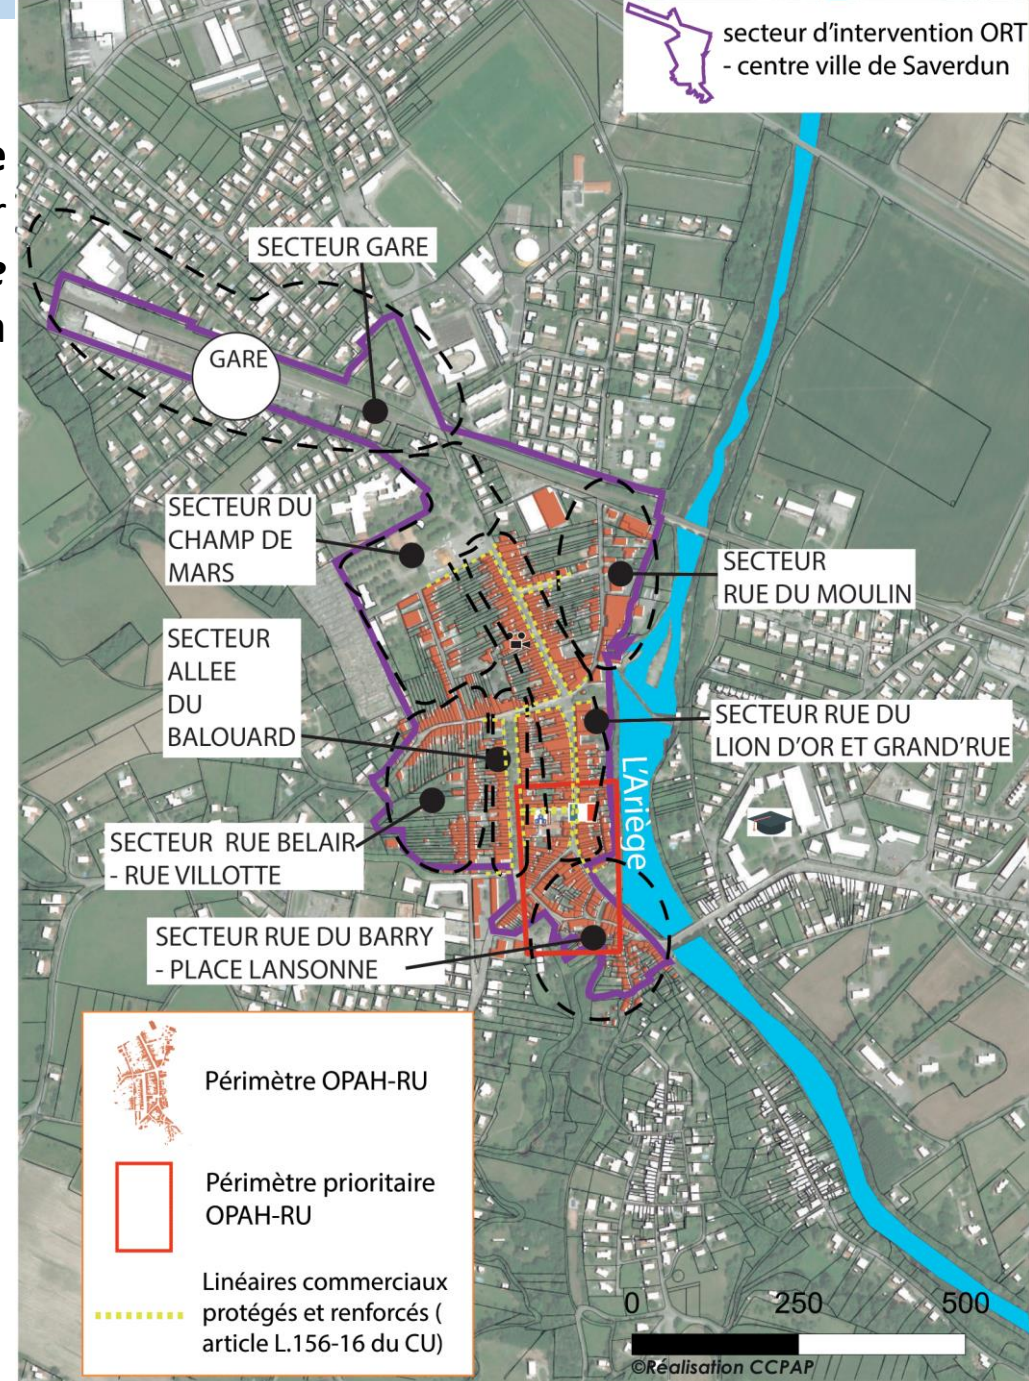 secteur d'intervention ORT
- centre ville de Saverdun
e
r
e
n
SECTEUR GARE
GARE
SECTEUR DU
CHAMP DE
MARS
SECTEUR
RUE DU MOULIN
SECTEUR
ALLEE
DU
BALOUARD
SECTEUR RUE DU
LION D'OR ET GRAND'RUE
L'Ariège
SECTEUR RUE BELAIR
- RUE VILLOTTE
SECTEUR RUE DU BARRY
- PLACE LANSONNE
Périmètre OPAH-RU
Périmètre prioritaire
OPAH-RU
Linéaires commerciaux
protégés et renforcés (
article L.156-16 du CU)
0 250 500
©Réalisation CCPAP